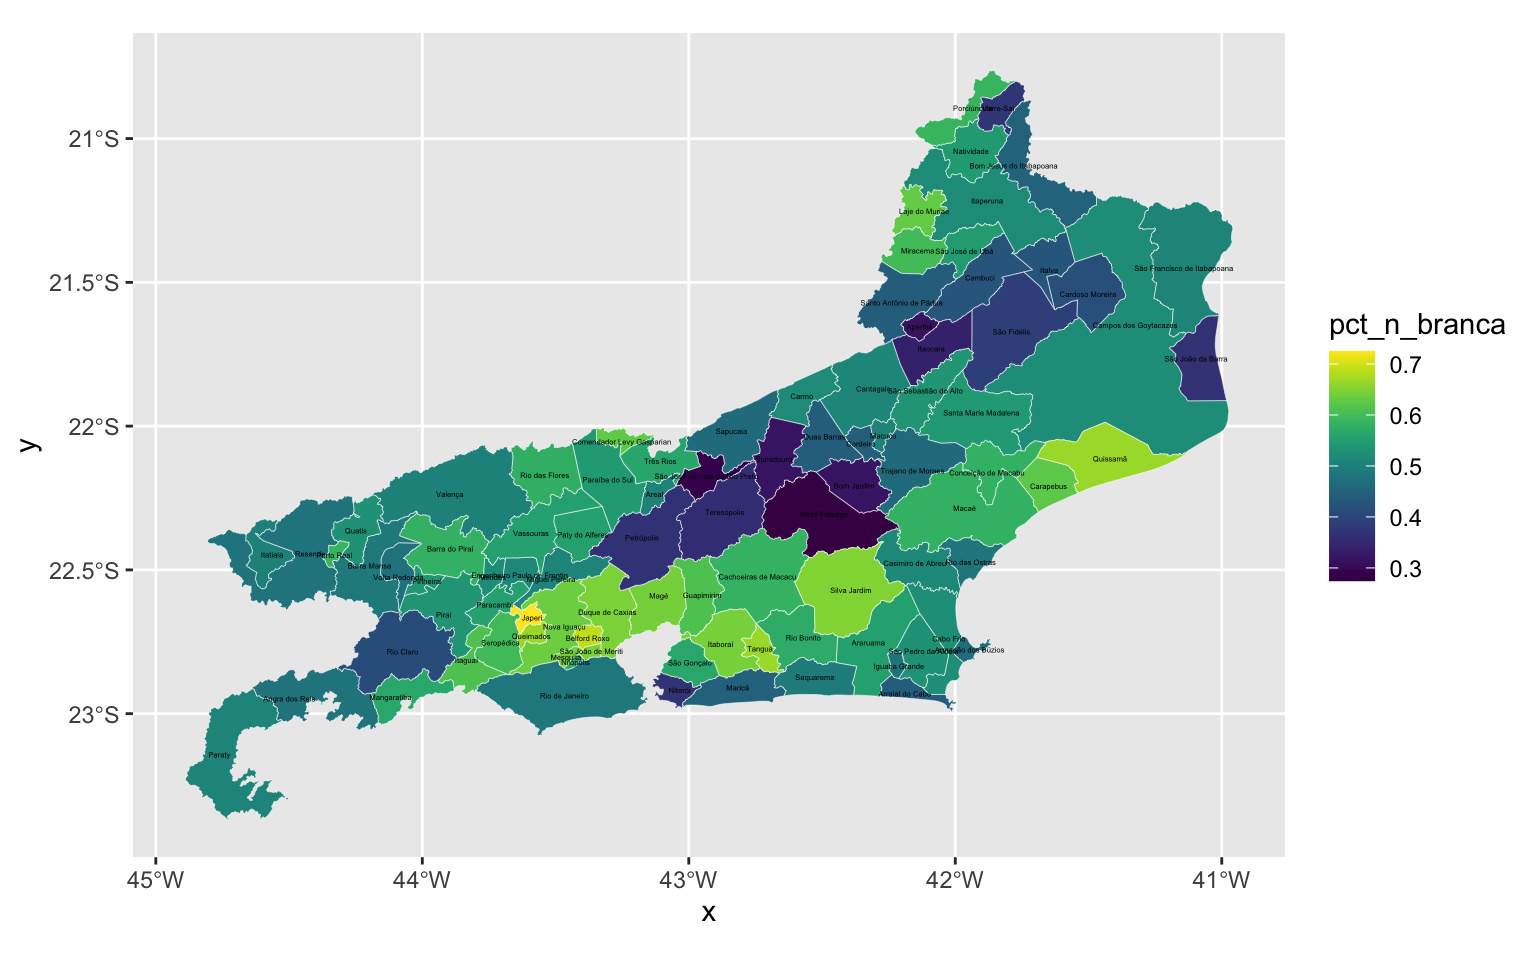 Porciúncula
Varre-Sai
21°S
Natividade
Bom Jesus do Itabapoana
Itaperuna
Laje do Muriaé
Miracema
São José de Ubá
São Francisco de Itabapoana
Italva
Cambuci
21.5°S
Cardoso Moreira
Santo Antônio de Pádua
pct_n_branca
Aperibé
São Fidélis
Campos dos Goytacazes
Itaocara
São João da Barra
0.7
Cantagalo
São Sebastião do Alto
Carmo
Santa Maria Madalena
0.6
22°S
Sapucaia
Duas Barras
Macuco
Cordeiro
Comendador Levy Gasparian
y
Três Rios
Sumidouro
Quissamã
0.5
Rio das Flores
Paraíba do Sul
Trajano de Moraes
Conceição de Macabu
Bom Jardim
Carapebus
Valença
Areal
Teresópolis
Nova Friburgo
Macaé
0.4
Quatis
Vassouras
Paty do Alferes
Petrópolis
Itatiaia
Resende
Porto Real
Barra do Piraí
0.3
22.5°S
Barra Mansa
Casimiro de Abreu
Rio das Ostras
Volta Redonda
Pinheiral
Mendes
Engenheiro Paulo de Frontin
Miguel Pereira
Cachoeiras de Macacu
Silva Jardim
Magé
Guapimirim
Piraí
Paracambi
Duque de Caxias
Japeri
Nova Iguaçu
Queimados
Belford Roxo
Seropédica
Itaboraí
Tanguá
Rio Bonito
Araruama
Cabo Frio
Rio Claro
Itaguaí
São João de Meriti
Mesquita
Nilópolis
São Gonçalo
São Pedro da Aldeia
Armação dos Búzios
Iguaba Grande
Saquarema
Niterói
Maricá
Arraial do Cabo
Angra dos Reis
Mangaratiba
Rio de Janeiro
23°S
Paraty
45°W
44°W
43°W
42°W
41°W
x